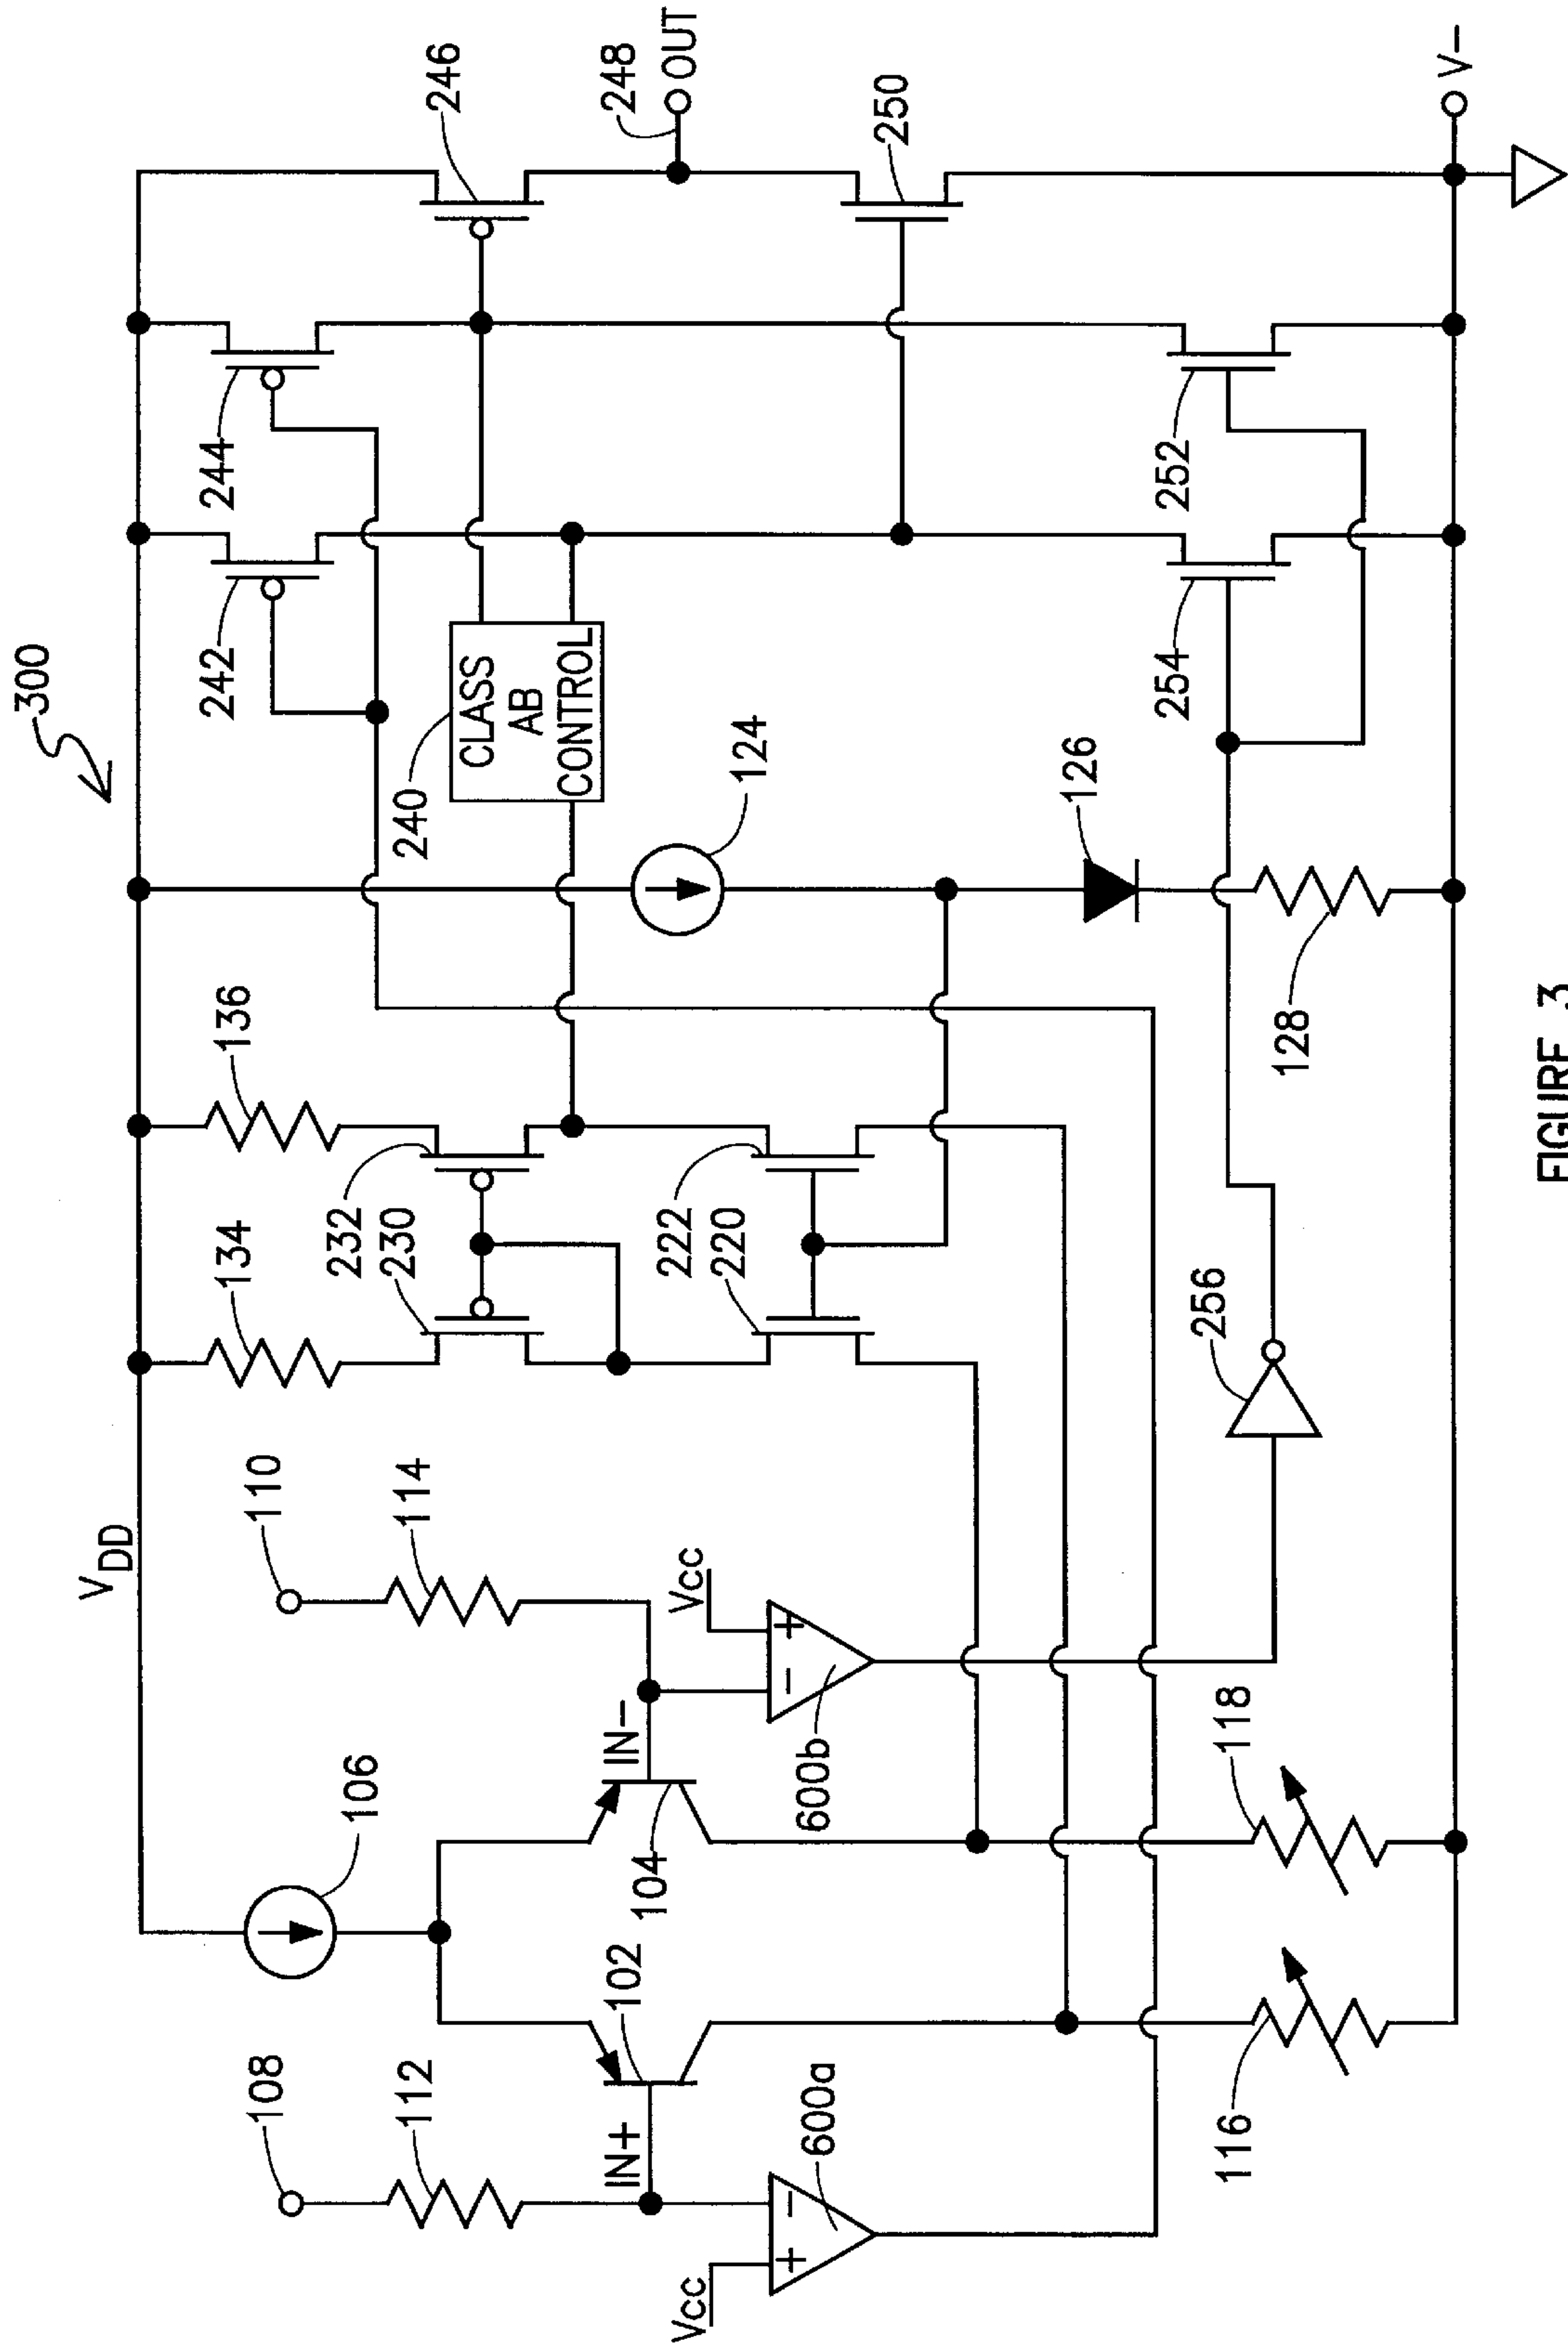 300
VDD
108
112
IN+
102
Vcc
600a
116
106
110
114
IN-
104
Vcc
600b
118
134
136
232
230
222
220
256
240
CLASS
AB
CONTROL
124
126
128
242
244
246
248
OUT
250
254
252
V-
+
-
+
-
FIGURE 3